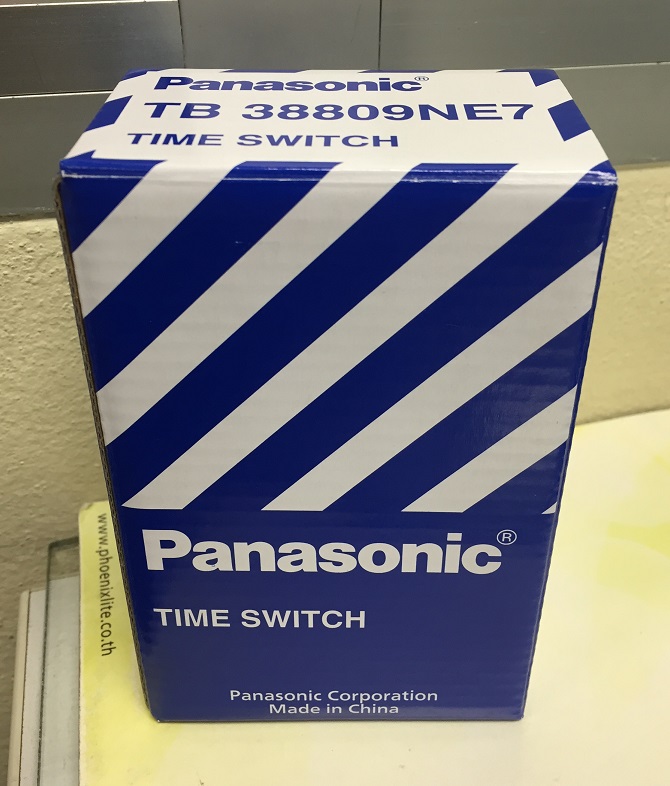 Panasonic®
TB 38809NE7
TIME SWITCH
Panasonic®
TIME SWITCH
Panasonic Corporation
Made in China
www.phoenixlite.co.th